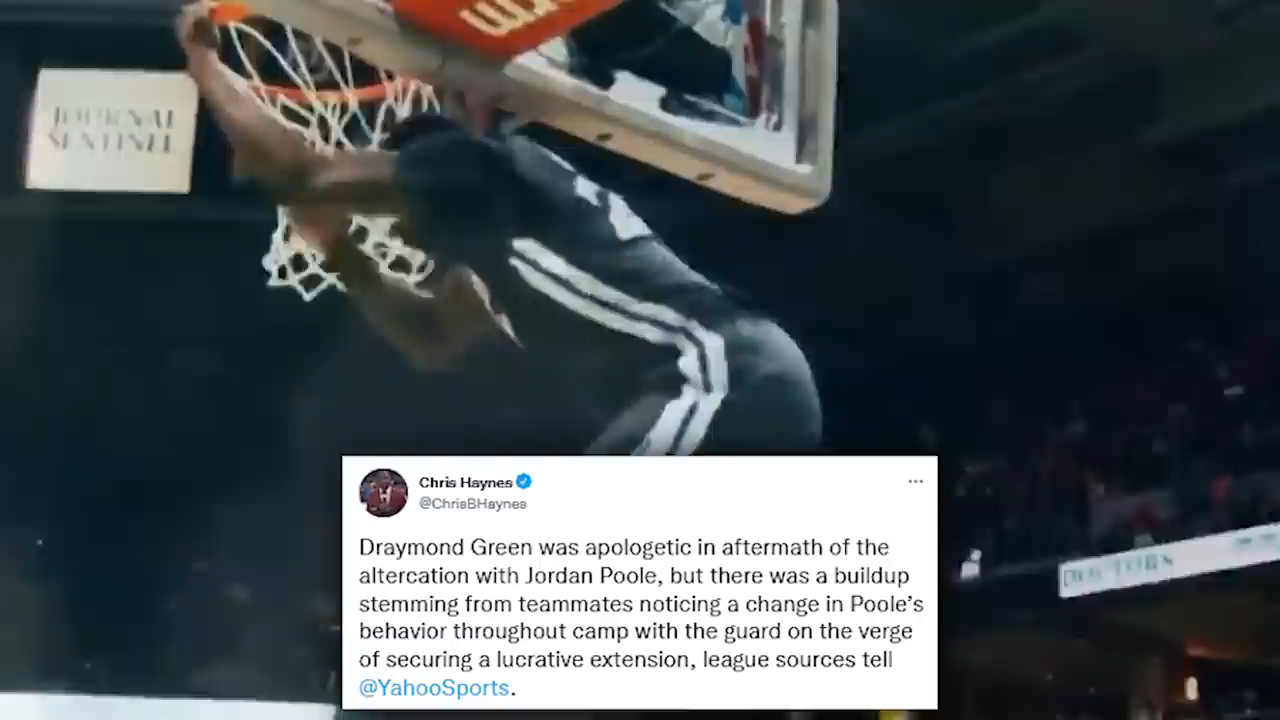 JOURNAL
SENTINEL
Chris Haynes
@ChrisBHaynes
Draymond Green was apologetic in aftermath of the
altercation with Jordan Poole, but there was a buildup
stemming from teammates noticing a change in Poole's
behavior throughout camp with the guard on the verge
of securing a lucrative extension, league sources tell
@YahooSports.